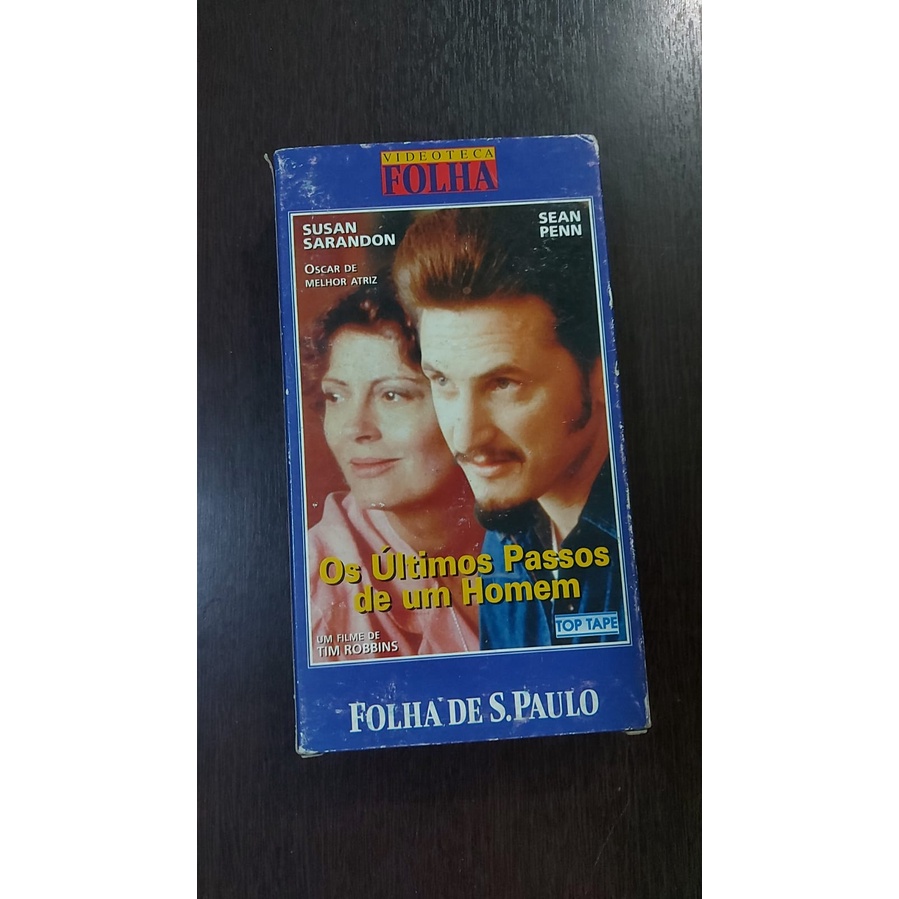 VIDEOTECA
FOLHA
SUSAN
SARANDON
SEAN
PENN
OSCAR DE
MELHOR ATRIZ
Os Últimos Passos
de um Homem
TOP TAPE
UM FILME DE
TIM ROBBINS
FOLHA DE S.PAULO